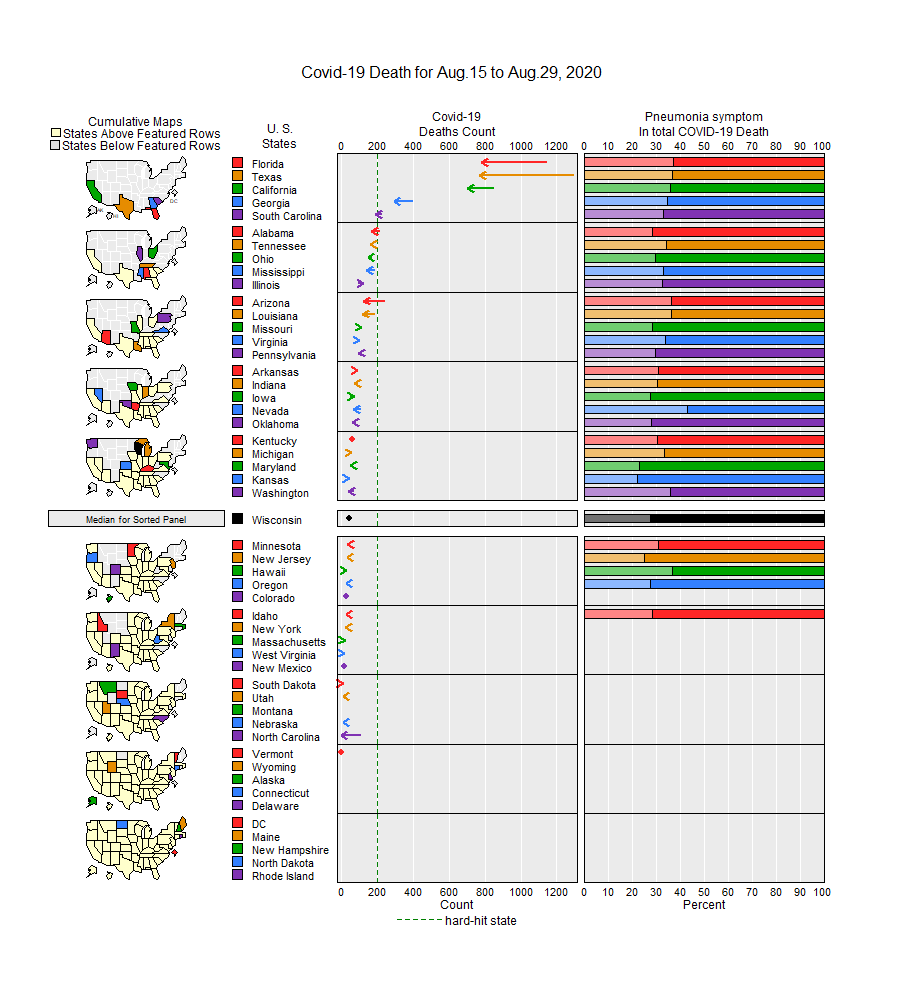 Covid-19 Death for Aug.15 to Aug.29, 2020
Cumulative Maps
States Above Featured Rows
States Below Featured Rows
U. S.
States
Covid-19
Deaths Count
Pneumonia symptom
In total COVID-19 Death
0 200 400 600 800 1000 1200
0 10 20 30 40 50 60 70 80 90 100
Florida
Texas
California
Georgia
South Carolina
AK
HI
DC
Alabama
Tennessee
Ohio
Mississippi
Illinois
Arizona
Louisiana
Missouri
Virginia
Pennsylvania
Arkansas
Indiana
Iowa
Nevada
Oklahoma
Kentucky
Michigan
Maryland
Kansas
Washington
Median for Sorted Panel
Wisconsin
Minnesota
New Jersey
Hawaii
Oregon
Colorado
Idaho
New York
Massachusetts
West Virginia
New Mexico
South Dakota
Utah
Montana
Nebraska
North Carolina
Vermont
Wyoming
Alaska
Connecticut
Delaware
DC
Maine
New Hampshire
North Dakota
Rhode Island
0 200 400 600 800 1000 1200
0 10 20 30 40 50 60 70 80 90 100
Count
Percent
hard-hit state